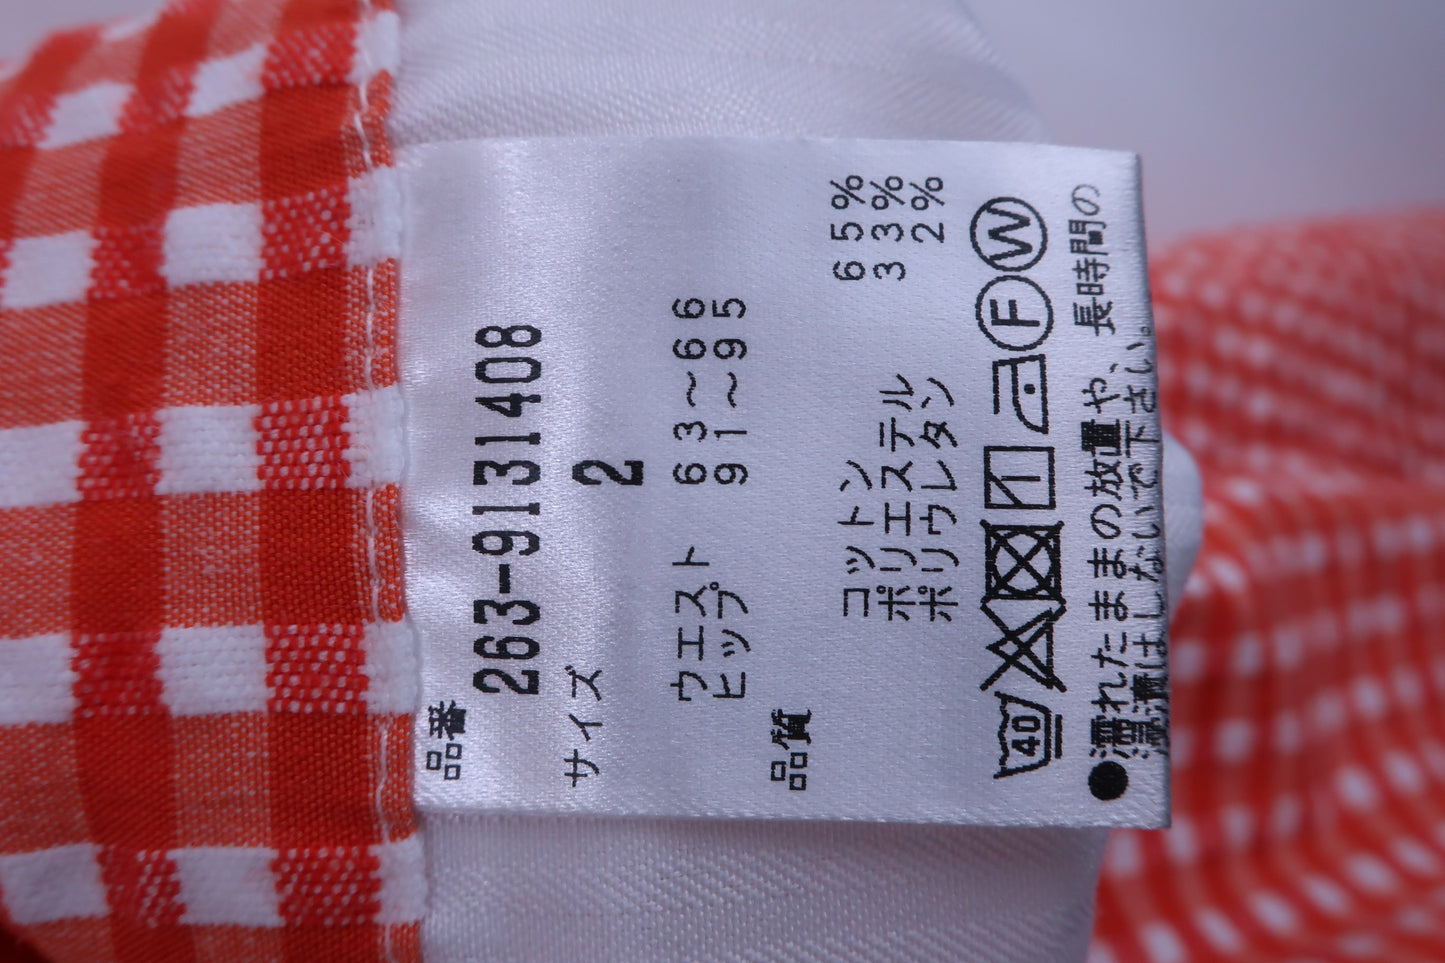 品番
263-9131408
サイズ 2
ウエスト 63～66
ヒップ 91～95
品質
コットン 65%
ポリエステル 33%
ポリウレタン 2%
40 F W
●濡れたままの放置や、長時間の
浸漬はしないで下さい。